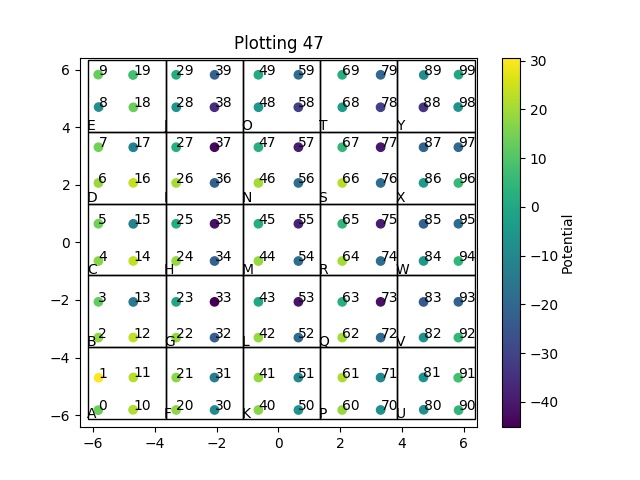 Plotting 47
6 9 19 29 39 49 59 69 79 89 99 30
8 18 28 38 48 58 68 78 88 98
4 E J O T Y 20
7 17 27 37 47 57 67 77 87 97
10
2 6 16 26 36 46 56 66 76 86 96
D I N S X
0 5 15 25 35 45 55 65 75 85 95 0
4 14 24 34 44 54 64 74 84 94
C H M R W −10
−2 3 13 23 33 43 53 63 73 83 93
−20
2 12 22 32 42 52 62 72 82 92
−4 B G L Q V −30
1 11 21 31 41 51 61 71 81 91
−6 0 10 20 30 40 50 60 70 80 90 −40
A F K P U
−6 −4 −2 0 2 4 6
Potential